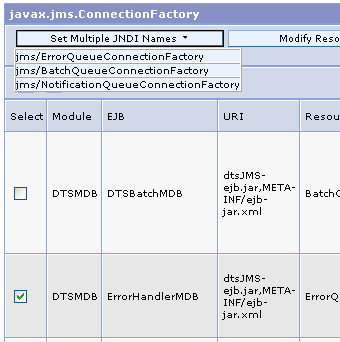 javax.jms.ConnectionFactory
Set Multiple JNDI Names Modify Reso
jms/ErrorQueueConnectionFactory
jms/BatchQueueConnectionFactory
jms/NotificationQueueConnectionFactory
Select Module EJB URI Resou
DTSMDB DTSBatchMDB dtsJMS-
ejb.jar,META-
INF/ejb-
jar.xml BatchQ
DTSMDB ErrorHandlerMDB dtsJMS-
ejb.jar,META-
INF/ejb-
jar.xml ErrorQ